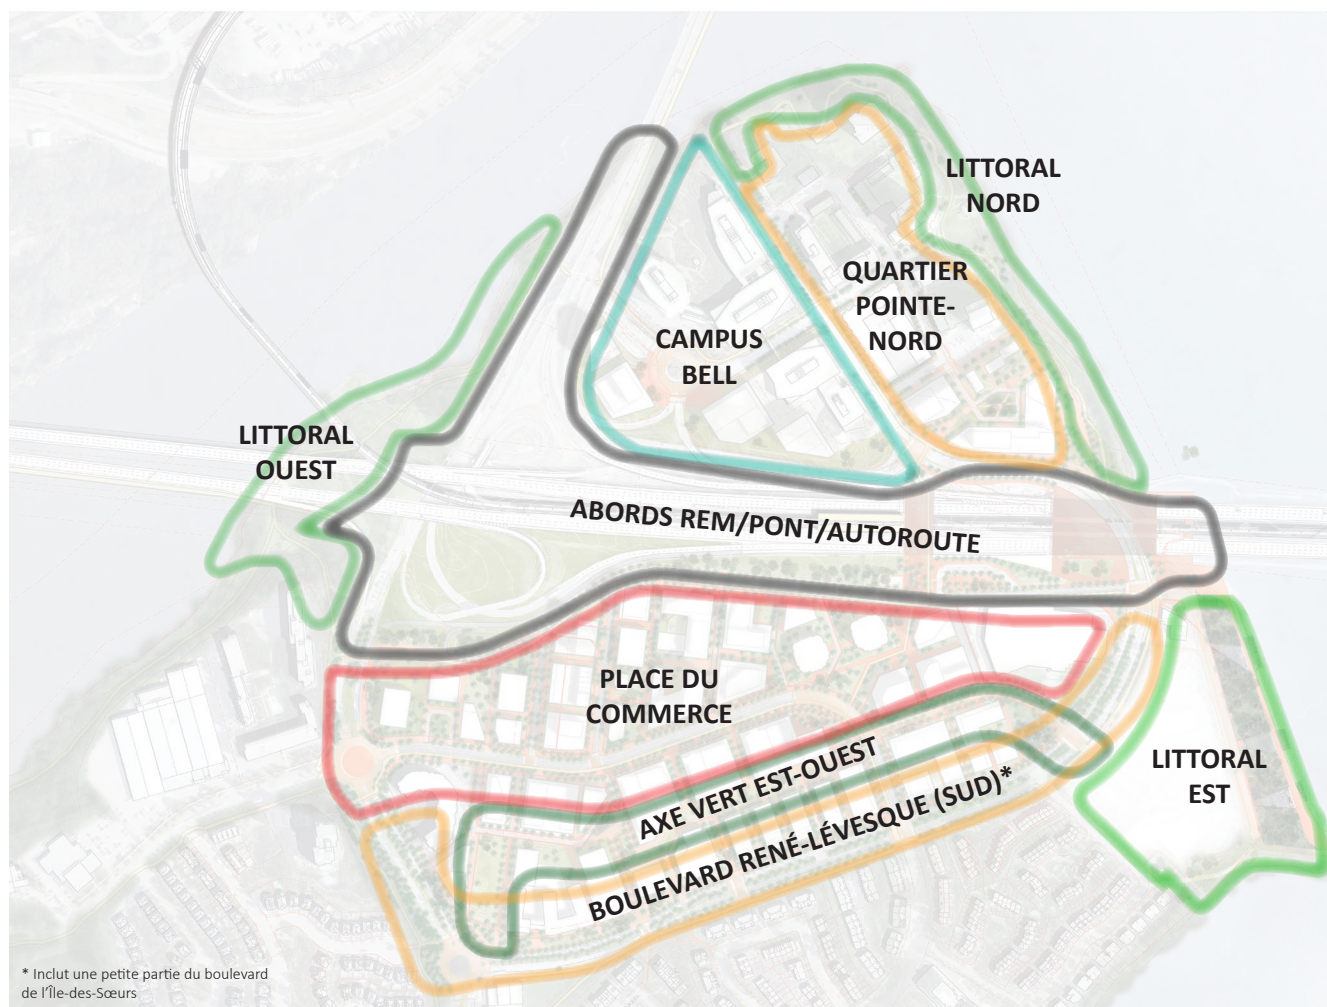 LITTORAL
NORD
QUARTIER
POINTE-
NORD
CAMPUS
BELL
LITTORAL
OUEST
ABORDS REM/PONT/AUTOROUTE
PLACE DU
COMMERCE
AXE VERT EST-OUEST
BOULEVARD RENÉ-LÉVESQUE (SUD)*
LITTORAL
EST
* Inclut une petite partie du boulevard
de l'Île-des-Sœurs